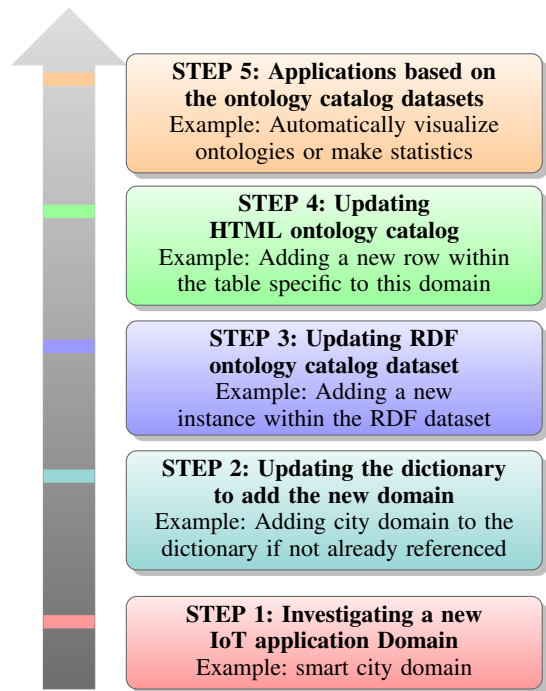 STEP 5: Applications based on
the ontology catalog datasets
Example: Automatically visualize
ontologies or make statistics
STEP 4: Updating
HTML ontology catalog
Example: Adding a new row within
the table specific to this domain
STEP 3: Updating RDF
ontology catalog dataset
Example: Adding a new
instance within the RDF dataset
STEP 2: Updating the dictionary
to add the new domain
Example: Adding city domain to the
dictionary if not already referenced
STEP 1: Investigating a new
IoT application Domain
Example: smart city domain